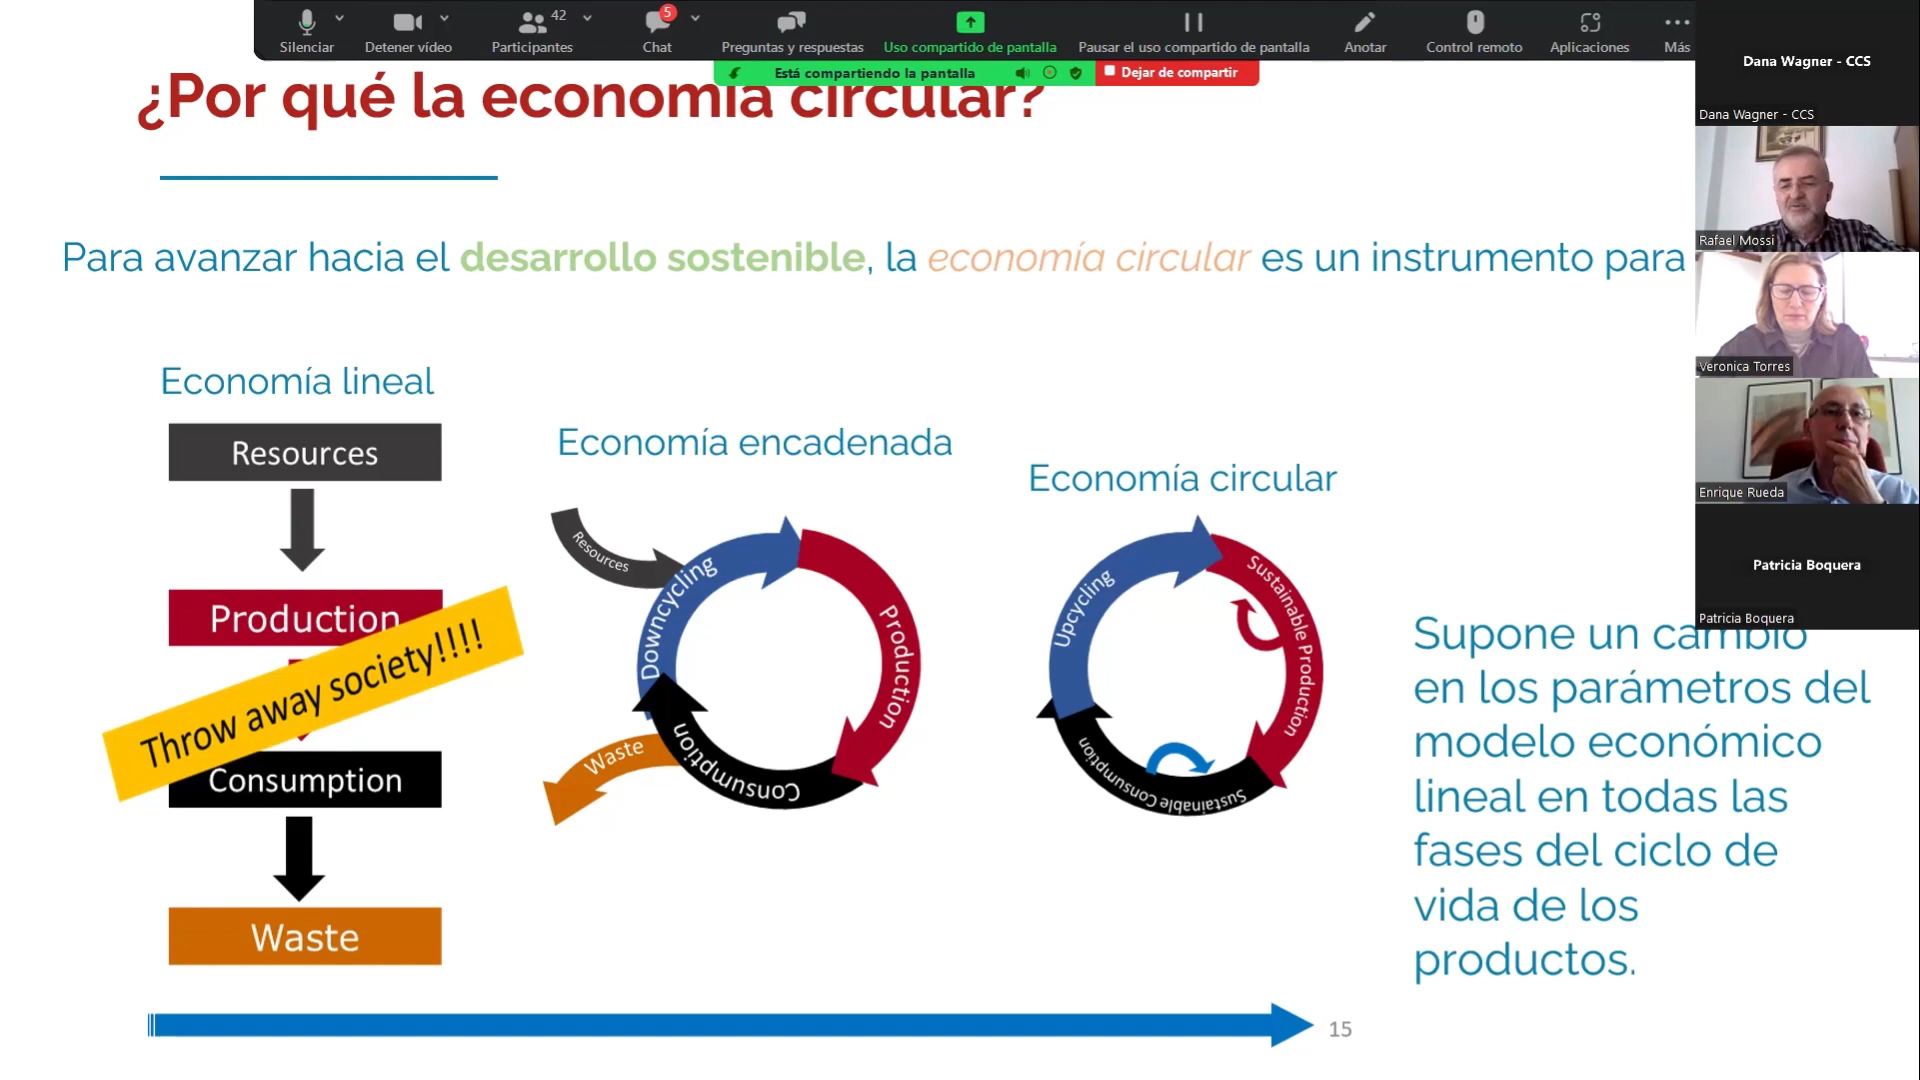 Silenciar
Detener vídeo
42
Participantes
5
Chat
Preguntas y respuestas
Uso compartido de pantalla
Pausar el uso compartido de pantalla
Anotar
Control remoto
Aplicaciones
Más
Está compartiendo la pantalla
Dejar de compartir
Dana Wagner - CCS
Dana Wagner - CCS
Rafael Mossi
Veronica Torres
Enrique Rueda
Patricia Boquera
Patricia Boquera
¿Por qué la economía circular?
Para avanzar hacia el desarrollo sostenible, la economía circular es un instrumento para
Economía lineal
Resources
Production
Throw away society!!!!
Consumption
Waste
Economía encadenada
Resources
Downcycling
Production
Consumption
Waste
Economía circular
Upcycling
Sustainable Production
Sustainable Consumption
Supone un cambio
en los parámetros del
modelo económico
lineal en todas las
fases del ciclo de
vida de los
productos.
15